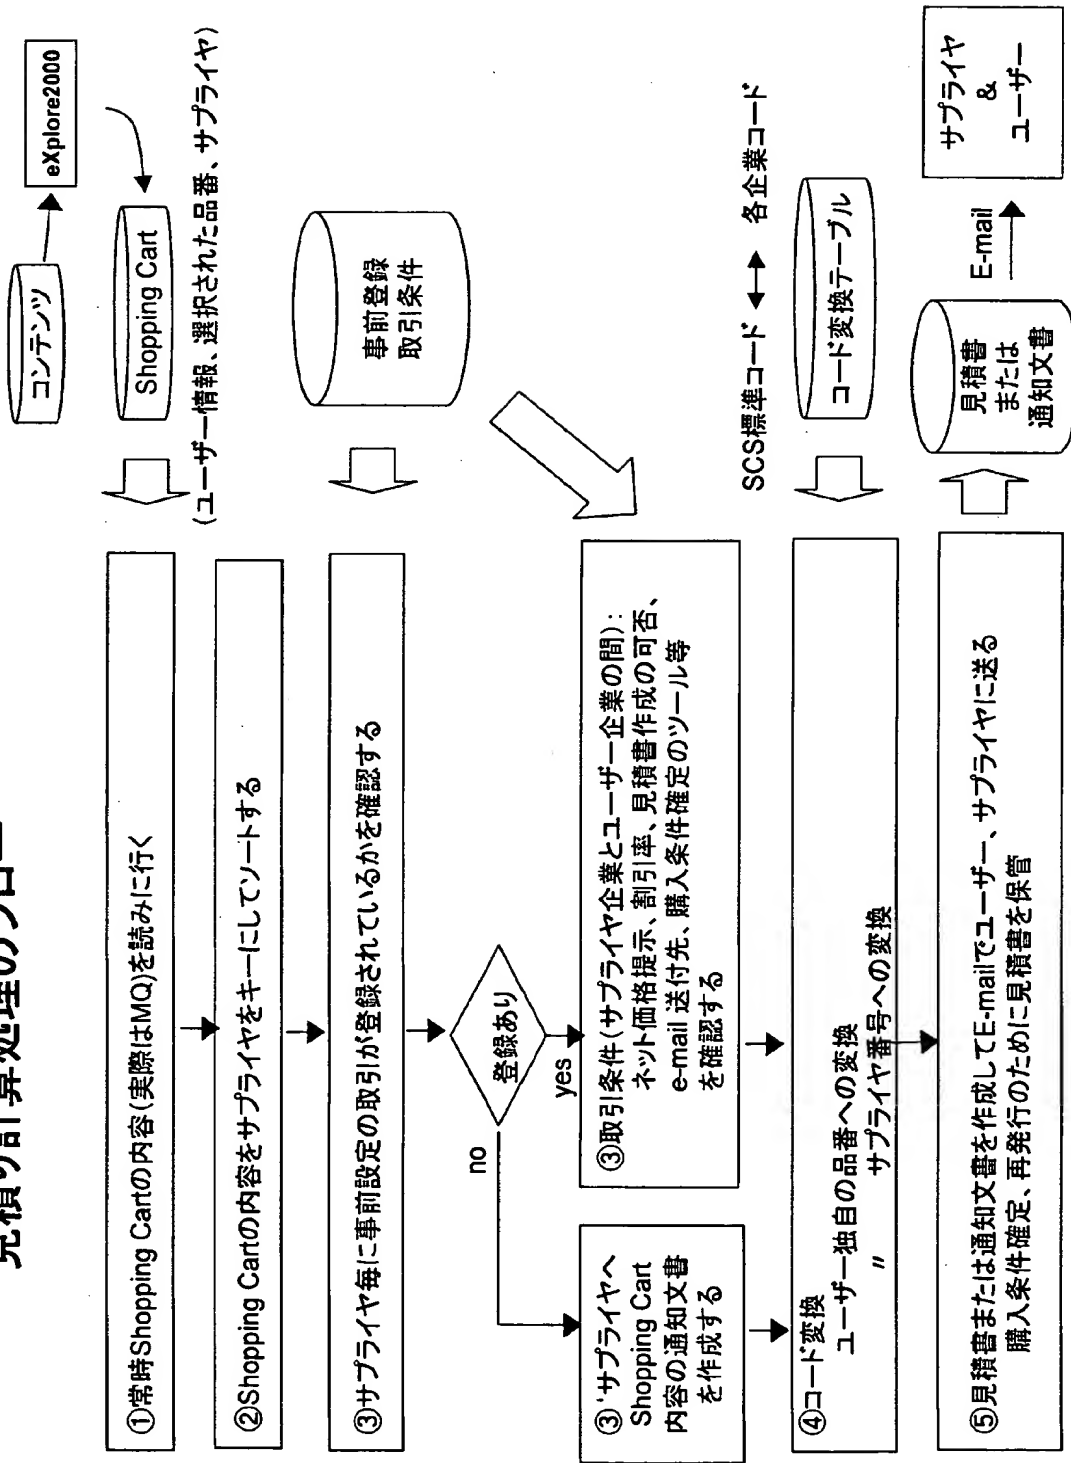 見積り計算処理のフロー
コンテンツ
eXplore2000
Shopping Cart
(ユーザー情報、選択された品番、サプライヤ)
①常時Shopping Cartの内容(実際はMQ)を読みに行く
②Shopping Cartの内容をサプライヤをキーにしてソートする
③サプライヤ毎に事前設定の取引が登録されているかを確認する
事前登録
取引条件
登録あり
no
yes
③'サプライヤへ
Shopping Cart
内容の通知文書
を作成する
③取引条件(サプライヤ企業とユーザー企業の間):
ネット価格提示、割引率、見積書作成の可否、
e-mail 送付先、購入条件確定のツール等
を確認する
SCS標準コード ↔ 各企業コード
④コード変換
ユーザー独自の品番への変換
〃 サプライヤ番号への変換
コード変換テーブル
⑤見積書または通知文書を作成してE-mailでユーザー、サプライヤに送る
購入条件確定、再発行のために見積書を保管
見積書
または
通知文書
E-mail
サプライヤ
&
ユーザー